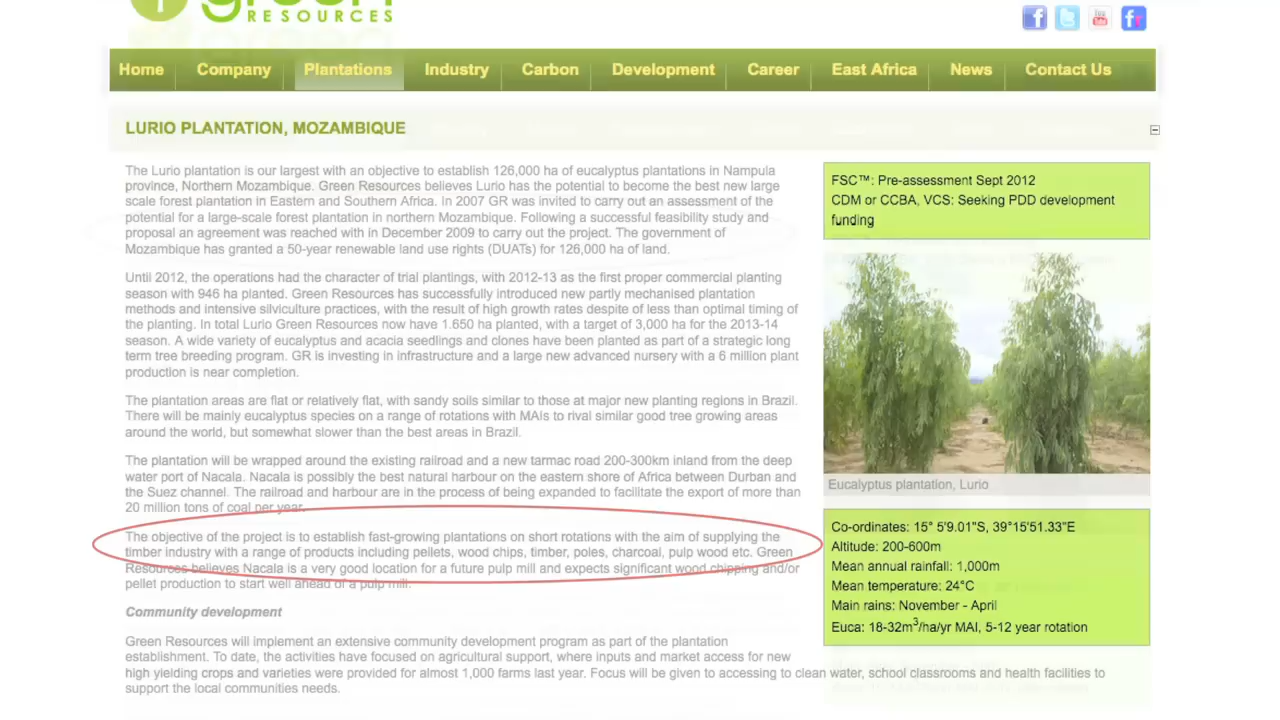 green
RESOURCES
Home Company Plantations Industry Carbon Development Career East Africa News Contact Us
LURIO PLANTATION, MOZAMBIQUE
The Lurio plantation is our largest with an objective to establish 126,000 ha of eucalyptus plantations in Nampula
province, Northern Mozambique. Green Resources believes Lurio has the potential to become the best new large
scale forest plantation in Eastern and Southern Africa. In 2007 GR was invited to carry out an assessment of the
potential for a large-scale forest plantation in northern Mozambique. Following a successful feasibility study and
proposal an agreement was reached with in December 2009 to carry out the project. The government of
Mozambique has granted a 50-year renewable land use rights (DUATs) for 126,000 ha of land.
Until 2012, the operations had the character of trial plantings, with 2012-13 as the first proper commercial planting
season with 946 ha planted. Green Resources has successfully introduced new partly mechanised plantation
methods and intensive silviculture practices, with the result of high growth rates despite of less than optimal timing of
the planting. In total Lurio Green Resources now have 1.650 ha planted, with a target of 3,000 ha for the 2013-14
season. A wide variety of eucalyptus and acacia seedlings and clones have been planted as part of a strategic long
term tree breeding program. GR is investing in infrastructure and a large new advanced nursery with a 6 million plant
production is near completion.
The plantation areas are flat or relatively flat, with sandy soils similar to those at major new planting regions in Brazil.
There will be mainly eucalyptus species on a range of rotations with MAIs to rival similar good tree growing areas
around the world, but somewhat slower than the best areas in Brazil.
The plantation will be wrapped around the existing railroad and a new tarmac road 200-300km inland from the deep
water port of Nacala. Nacala is possibly the best natural harbour on the eastern shore of Africa between Durban and
the Suez channel. The railroad and harbour are in the process of being expanded to facilitate the export of more than
20 million tons of coal per year.
The objective of the project is to establish fast-growing plantations on short rotations with the aim of supplying the
timber industry with a range of products including pellets, wood chips, timber, poles, charcoal, pulp wood etc. Green
Resources believes Nacala is a very good location for a future pulp mill and expects significant wood chipping and/or
pellet production to start well ahead of a pulp mill.
Community development
Green Resources will implement an extensive community development program as part of the plantation
establishment. To date, the activities have focused on agricultural support, where inputs and market access for new
high yielding crops and varieties were provided for almost 1,000 farms last year. Focus will be given to accessing to clean water, school classrooms and health facilities to
support the local communities needs.
FSC™: Pre-assessment Sept 2012
CDM or CCBA, VCS: Seeking PDD development
funding
Eucalyptus plantation, Lurio
Co-ordinates: 15° 5'9.01"S, 39°15'51.33"E
Altitude: 200-600m
Mean annual rainfall: 1,000m
Mean temperature: 24°C
Main rains: November - April
Euca: 18-32m³/ha/yr MAI, 5-12 year rotation